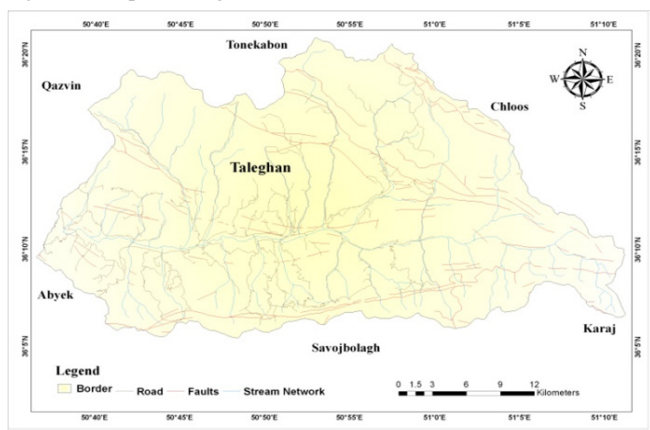 50°40'E 50°45'E 50°50'E 50°55'E 51°0'E 51°5'E 51°10'E
Tonekabon
N
36°20'N 36°20'N
W E
Qazvin
S
Chloos
36°15'N 36°15'N
Taleghan
36°10'N 36°10'N
Abyek
Karaj
36°5'N 36°5'N
Savojbolagh
Legend
Border Road Faults Stream Network
0 1.5 3 6 9 12
Kilometers
50°40'E 50°45'E 50°50'E 50°55'E 51°0'E 51°5'E 51°10'E